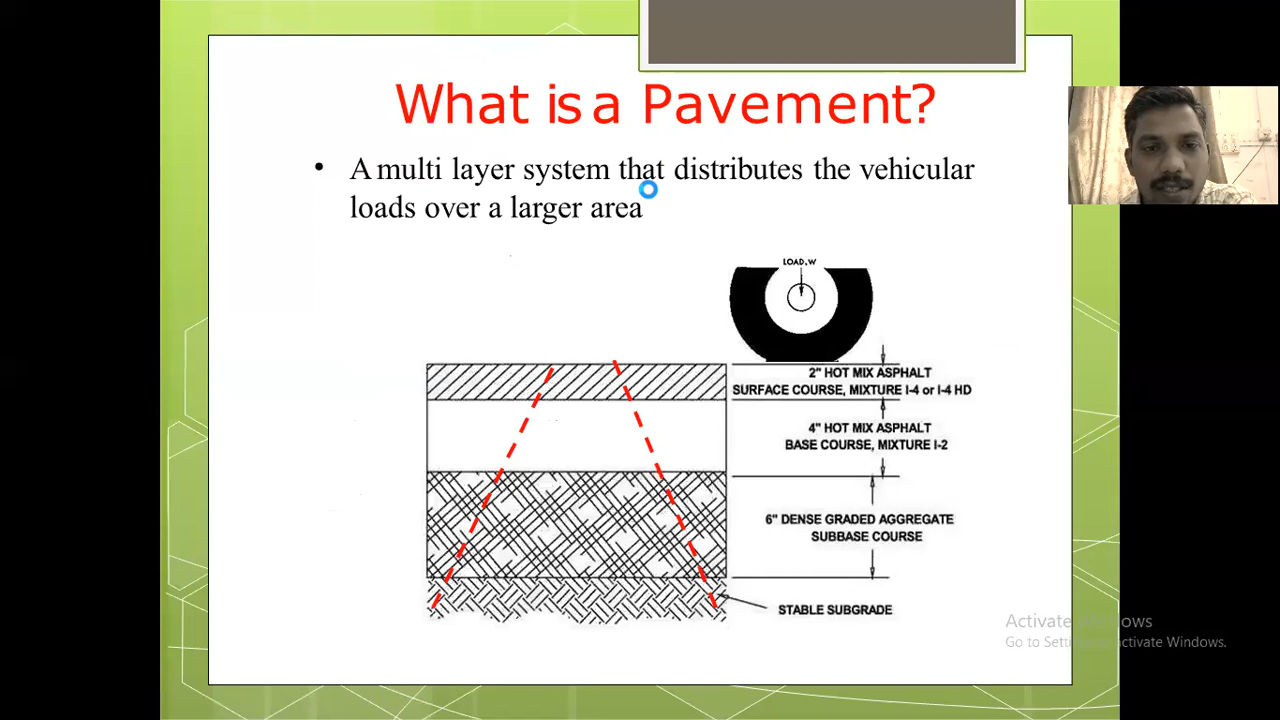 What is a Pavement?
• A multi layer system that distributes the vehicular
loads over a larger area
LOAD,W
2" HOT MIX ASPHALT
SURFACE COURSE, MIXTURE I-4 or I-4 HD
4" HOT MIX ASPHALT
BASE COURSE, MIXTURE I-2
6" DENSE GRADED AGGREGATE
SUBBASE COURSE
STABLE SUBGRADE
Activate Windows
Go to Settings to activate Windows.